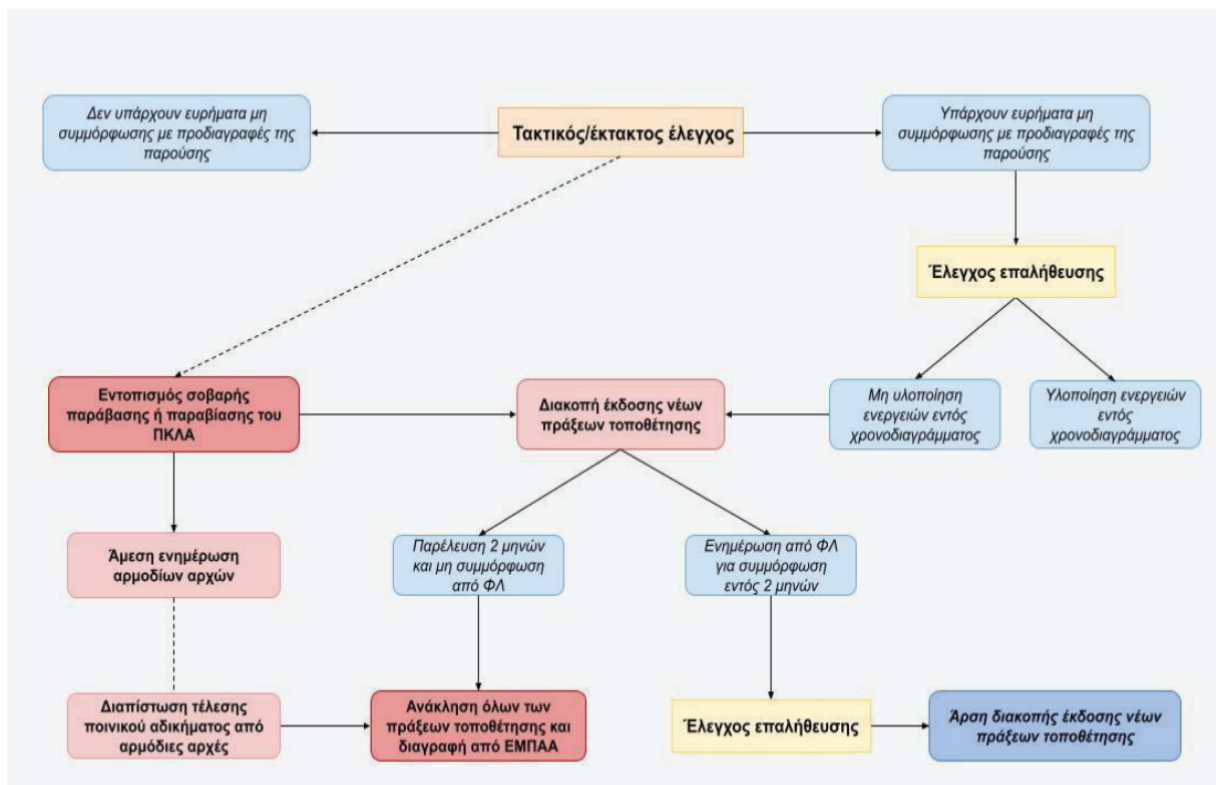 Δεν υπάρχουν ευρήματα μη
συμμόρφωσης με προδιαγραφές της
παρούσης
Τακτικός/έκτακτος έλεγχος
Υπάρχουν ευρήματα μη
συμμόρφωσης με προδιαγραφές της
παρούσης
Έλεγχος επαλήθευσης
Εντοπισμός σοβαρής
παράβασης ή παραβίασης του
ΠΚΛΑ
Διακοπή έκδοσης νέων
πράξεων τοποθέτησης
Μη υλοποίηση
ενεργειών εντός
χρονοδιαγράμματος
Υλοποίηση ενεργειών
εντός
χρονοδιαγράμματος
Άμεση ενημέρωση
αρμοδίων αρχών
Παρέλευση 2 μηνών
και μη συμμόρφωση
από ΦΛ
Ενημέρωση από ΦΛ
για συμμόρφωση
εντός 2 μηνών
Διαπίστωση τέλεσης
ποινικού αδικήματος από
αρμόδιες αρχές
Ανάκληση όλων των
πράξεων τοποθέτησης και
διαγραφή από ΕΜΠΑΑ
Έλεγχος επαλήθευσης
Άρση διακοπής έκδοσης νέων
πράξεων τοποθέτησης